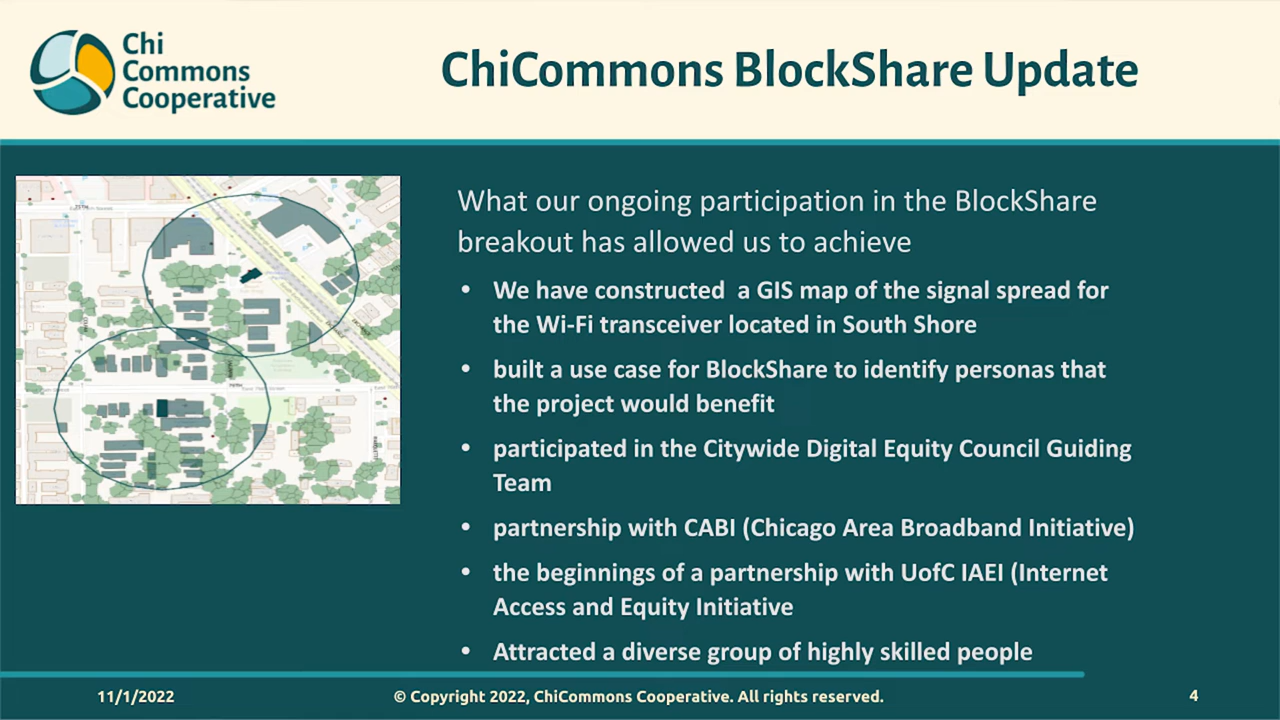 Chi
Commons
Cooperative
ChiCommons BlockShare Update
What our ongoing participation in the BlockShare
breakout has allowed us to achieve
• We have constructed  a GIS map of the signal spread for
the Wi-Fi transceiver located in South Shore
• built a use case for BlockShare to identify personas that
the project would benefit
• participated in the Citywide Digital Equity Council Guiding
Team
• partnership with CABI (Chicago Area Broadband Initiative)
• the beginnings of a partnership with UofC IAEI (Internet
Access and Equity Initiative
• Attracted a diverse group of highly skilled people
11/1/2022
© Copyright 2022, ChiCommons Cooperative. All rights reserved.
4